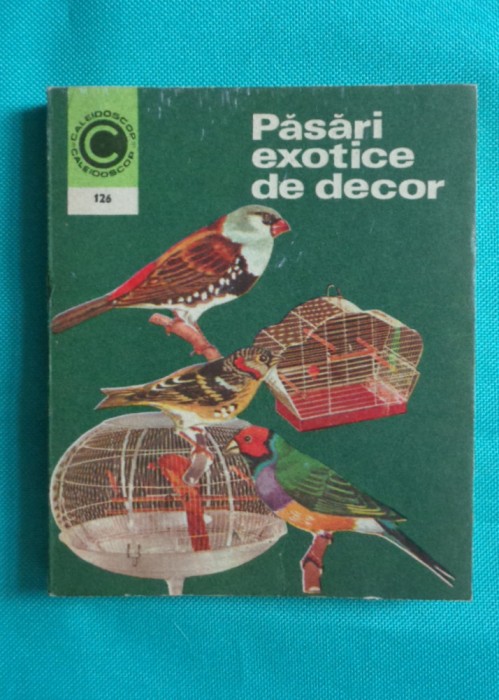 CALEIDOSCOP
C
CALEIDOSCOP
126
Păsări
exotice
de decor